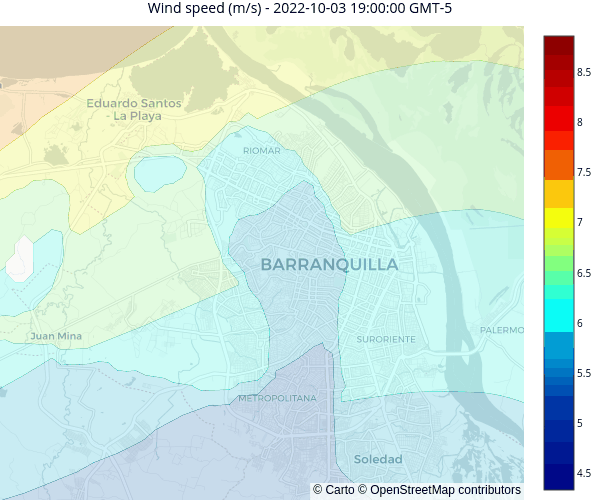 Wind speed (m/s) - 2022-10-03 19:00:00 GMT-5
8.5
8
7.5
7
6.5
6
5.5
5
4.5
Eduardo Santos
- La Playa
RIOMAR
BARRANQUILLA
Juan Mina
PALERMO
SURORIENTE
METROPOLITANA
Soledad
© Carto © OpenStreetMap contributors